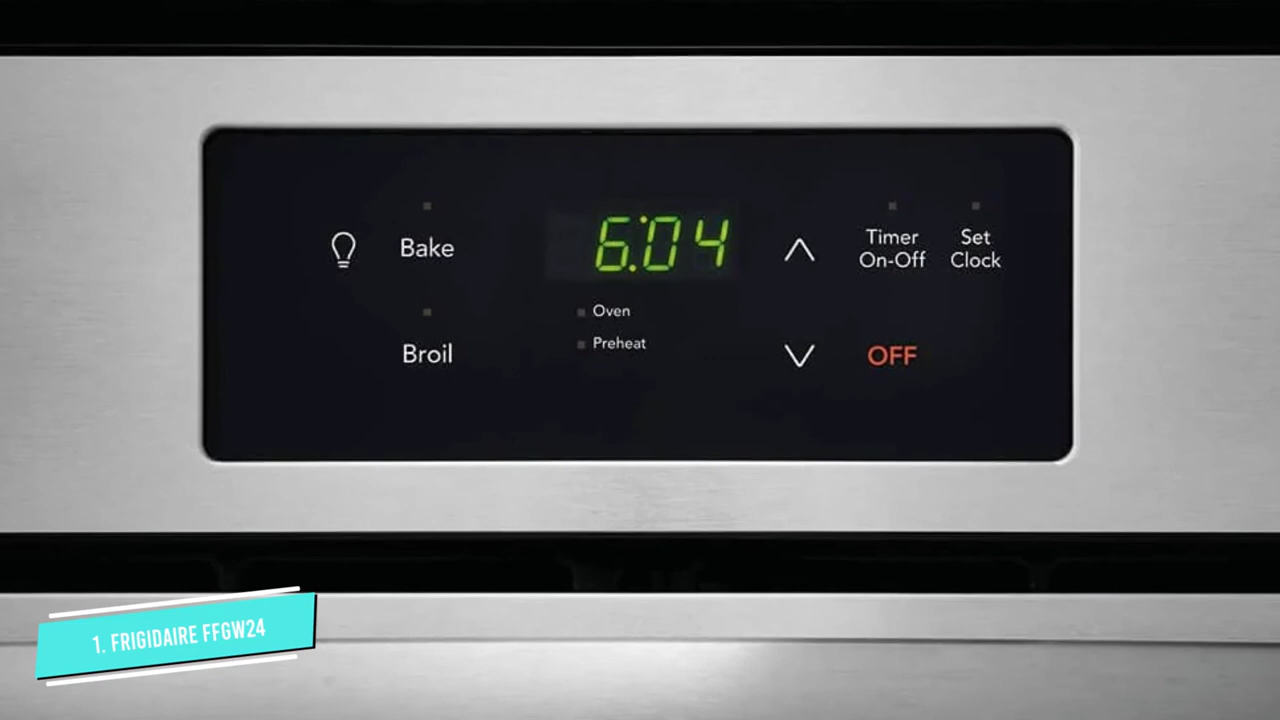 Bake
6:04
Timer
On-Off
Set
Clock
Oven
Preheat
Broil
OFF
1. FRIGIDAIRE FFGW24